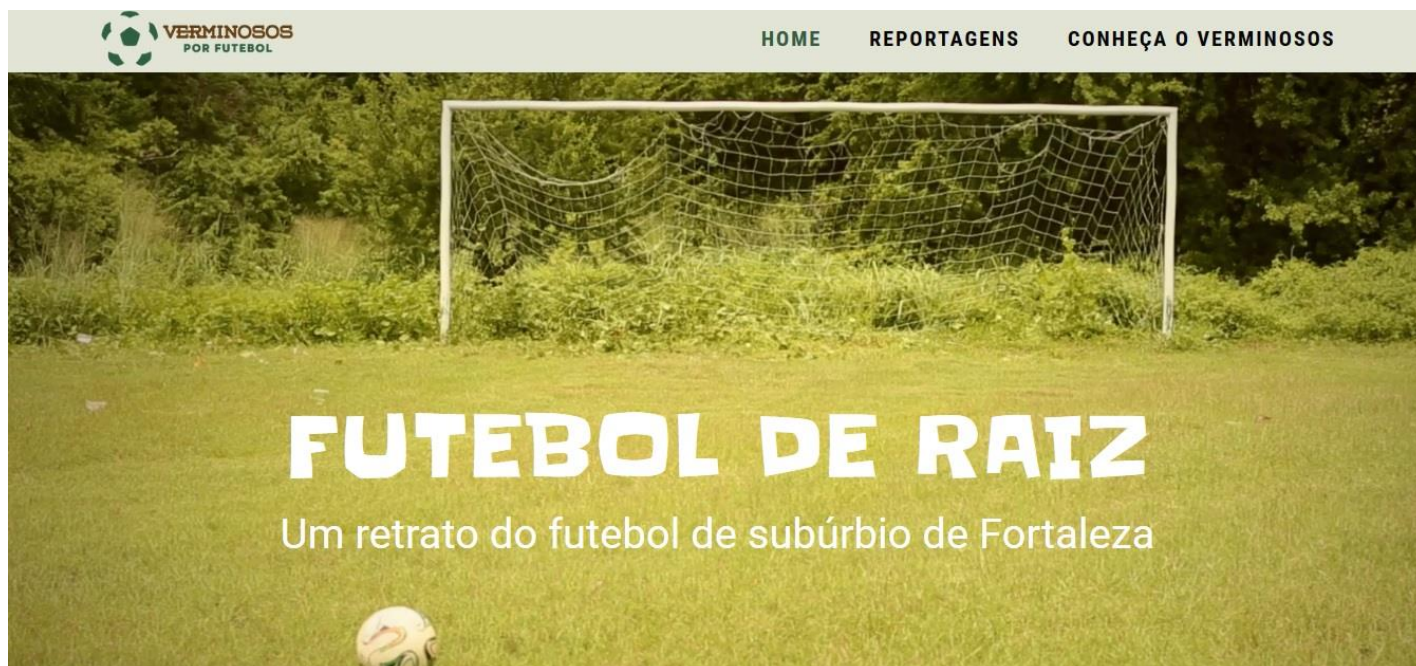 VERMINOSOS
POR FUTEBOL
HOME REPORTAGENS CONHEÇA O VERMINOSOS
FUTEBOL DE RAIZ
Um retrato do futebol de subúrbio de Fortaleza